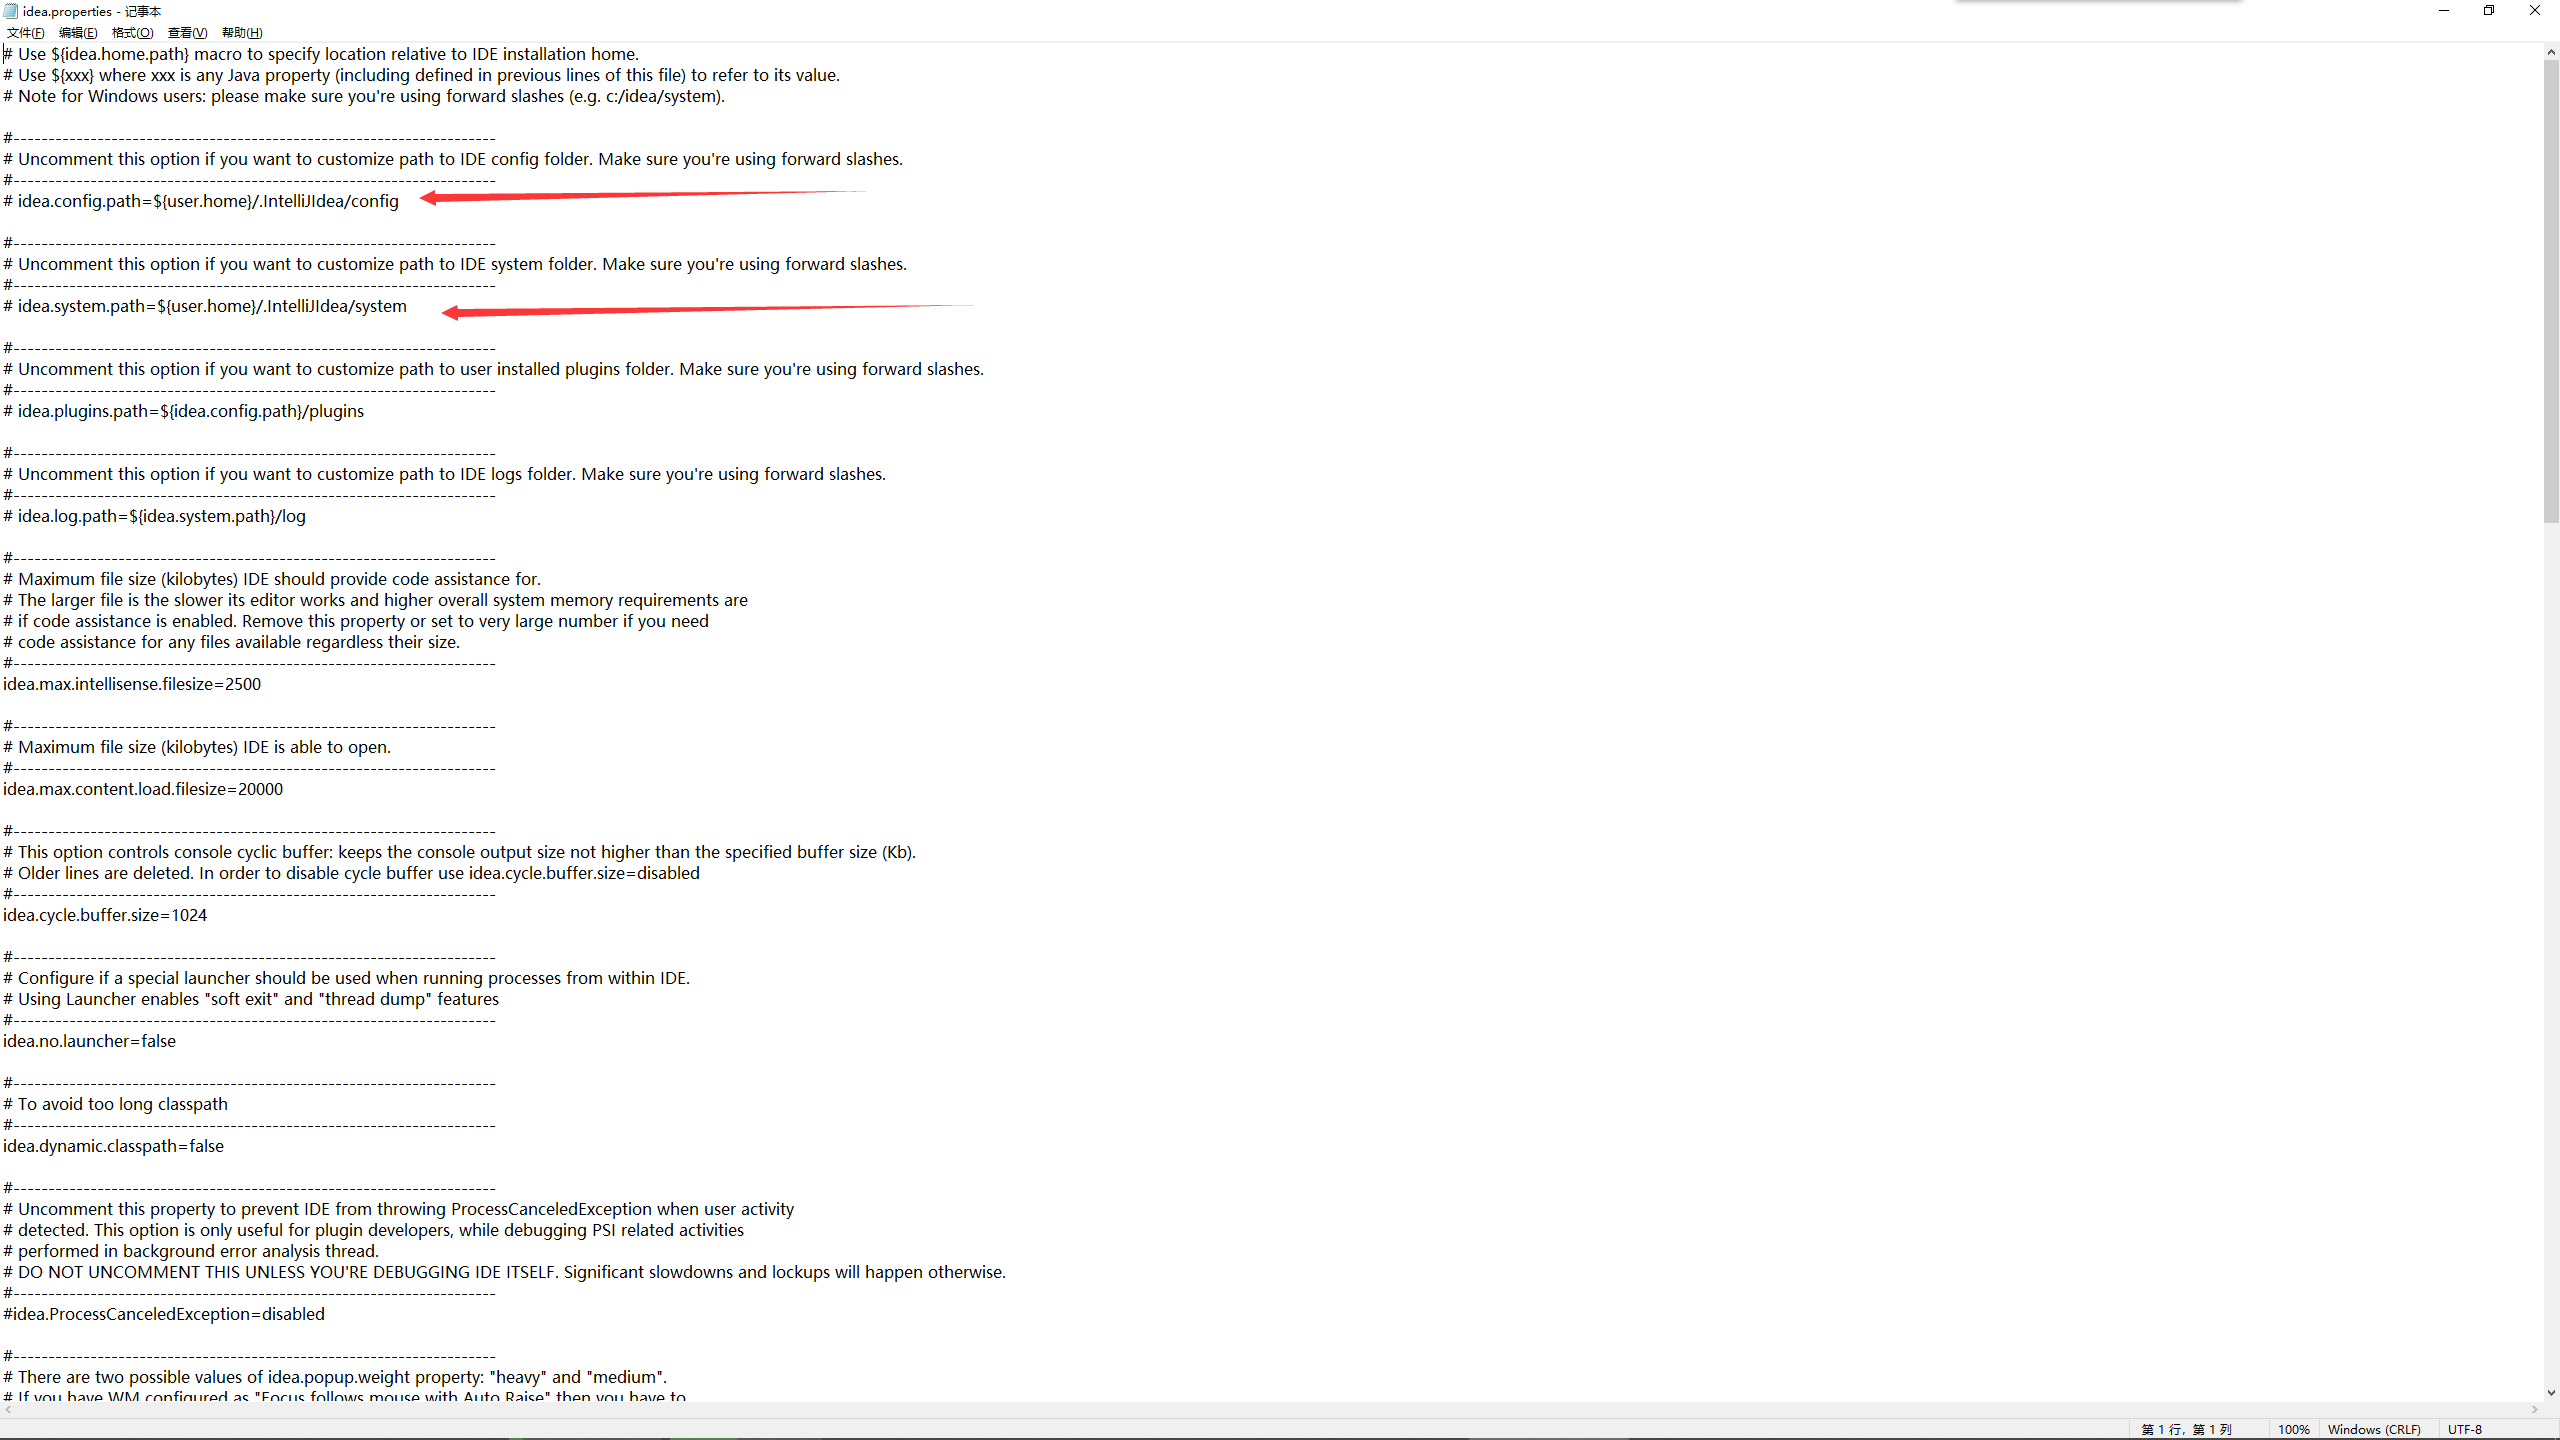 idea.properties - 记事本
文件(F) 编辑(E) 格式(O) 查看(V) 帮助(H)
# Use ${idea.home.path} macro to specify location relative to IDE installation home.
# Use ${xxx} where xxx is any Java property (including defined in previous lines of this file) to refer to its value.
# Note for Windows users: please make sure you're using forward slashes (e.g. c:/idea/system).
#---------------------------------------------------------------------
# Uncomment this option if you want to customize path to IDE config folder. Make sure you're using forward slashes.
#---------------------------------------------------------------------
# idea.config.path=${user.home}/.IntelliJIdea/config
#---------------------------------------------------------------------
# Uncomment this option if you want to customize path to IDE system folder. Make sure you're using forward slashes.
#---------------------------------------------------------------------
# idea.system.path=${user.home}/.IntelliJIdea/system
#---------------------------------------------------------------------
# Uncomment this option if you want to customize path to user installed plugins folder. Make sure you're using forward slashes.
#---------------------------------------------------------------------
# idea.plugins.path=${idea.config.path}/plugins
#---------------------------------------------------------------------
# Uncomment this option if you want to customize path to IDE logs folder. Make sure you're using forward slashes.
#---------------------------------------------------------------------
# idea.log.path=${idea.system.path}/log
#---------------------------------------------------------------------
# Maximum file size (kilobytes) IDE should provide code assistance for.
# The larger file is the slower its editor works and higher overall system memory requirements are
# if code assistance is enabled. Remove this property or set to very large number if you need
# code assistance for any files available regardless their size.
#---------------------------------------------------------------------
idea.max.intellisense.filesize=2500
#---------------------------------------------------------------------
# Maximum file size (kilobytes) IDE is able to open.
#---------------------------------------------------------------------
idea.max.content.load.filesize=20000
#---------------------------------------------------------------------
# This option controls console cyclic buffer: keeps the console output size not higher than the specified buffer size (Kb).
# Older lines are deleted. In order to disable cycle buffer use idea.cycle.buffer.size=disabled
#---------------------------------------------------------------------
idea.cycle.buffer.size=1024
#---------------------------------------------------------------------
# Configure if a special launcher should be used when running processes from within IDE.
# Using Launcher enables "soft exit" and "thread dump" features
#---------------------------------------------------------------------
idea.no.launcher=false
#---------------------------------------------------------------------
# To avoid too long classpath
#---------------------------------------------------------------------
idea.dynamic.classpath=false
#---------------------------------------------------------------------
# Uncomment this property to prevent IDE from throwing ProcessCanceledException when user activity
# detected. This option is only useful for plugin developers, while debugging PSI related activities
# performed in background error analysis thread.
# DO NOT UNCOMMENT THIS UNLESS YOU'RE DEBUGGING IDE ITSELF. Significant slowdowns and lockups will happen otherwise.
#---------------------------------------------------------------------
#idea.ProcessCanceledException=disabled
#---------------------------------------------------------------------
# There are two possible values of idea.popup.weight property: "heavy" and "medium".
# If you have WM configured as "Focus follows mouse with Auto Raise" then you have to
第 1 行，第 1 列 100% Windows (CRLF) UTF-8